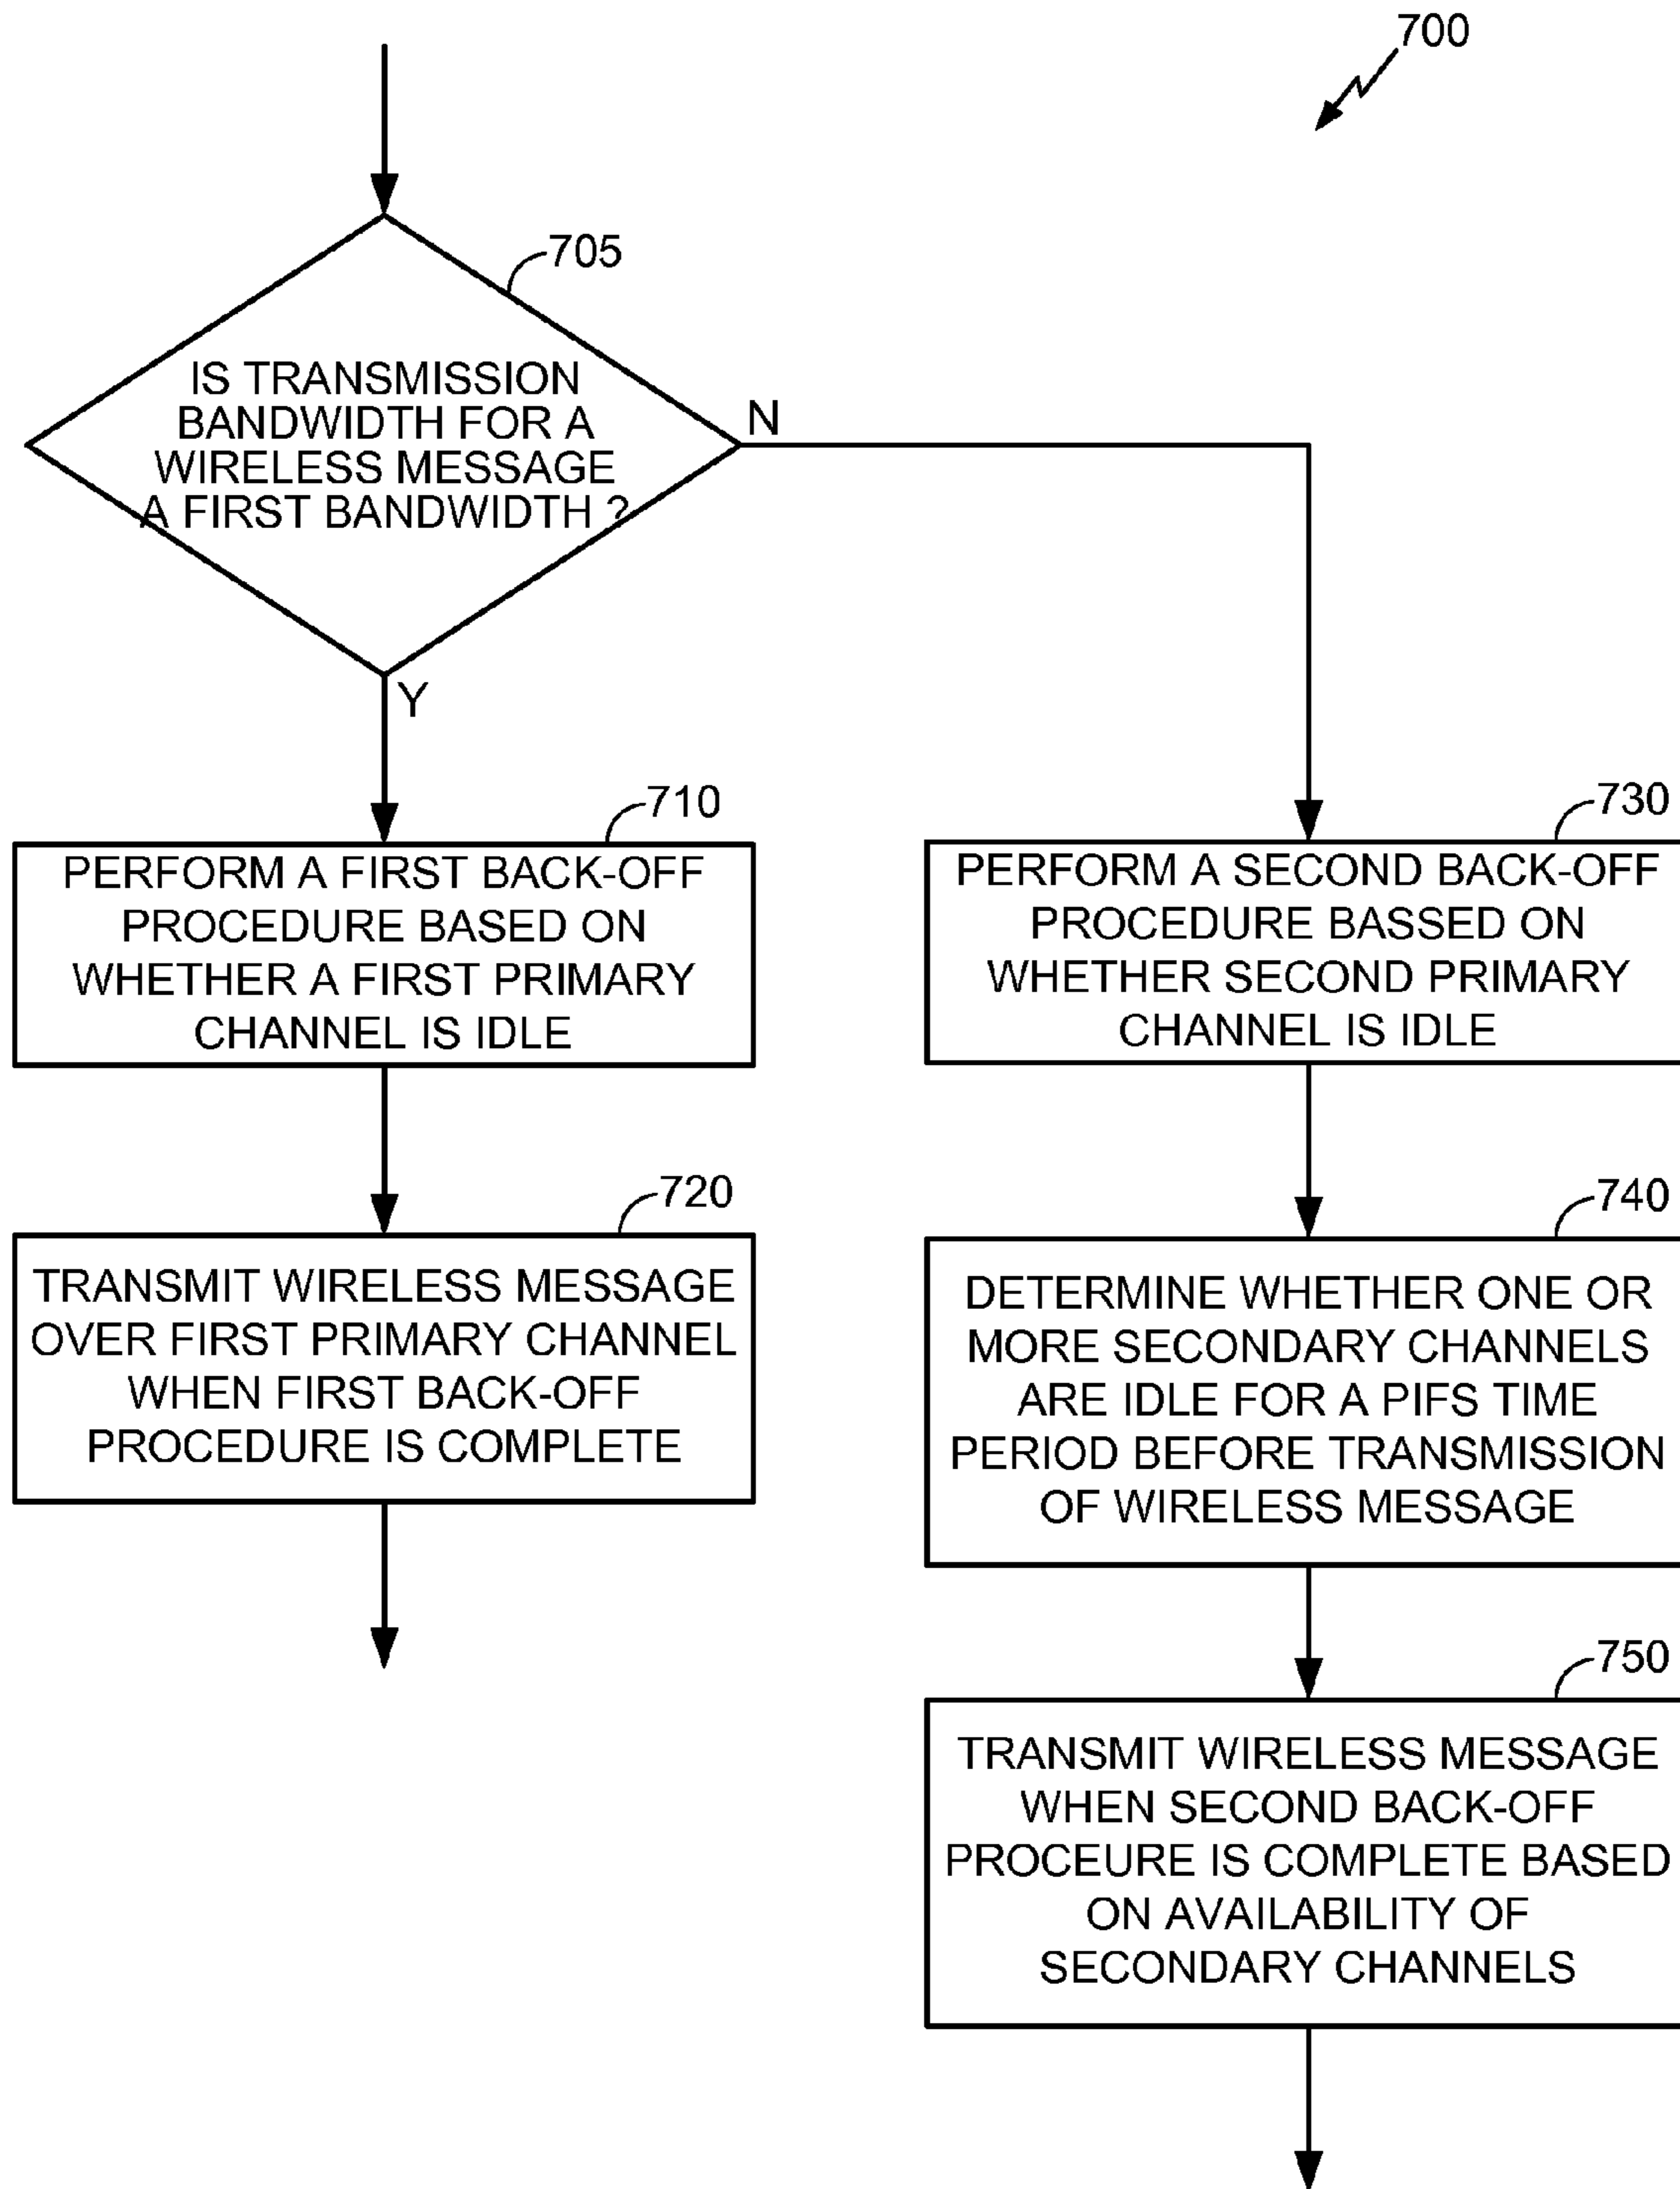 700
705
IS TRANSMISSION
BANDWIDTH FOR A
WIRELESS MESSAGE
A FIRST BANDWIDTH ?
N
Y
710
PERFORM A FIRST BACK-OFF
PROCEDURE BASED ON
WHETHER A FIRST PRIMARY
CHANNEL IS IDLE
720
TRANSMIT WIRELESS MESSAGE
OVER FIRST PRIMARY CHANNEL
WHEN FIRST BACK-OFF
PROCEDURE IS COMPLETE
730
PERFORM A SECOND BACK-OFF
PROCEDURE BASSED ON
WHETHER SECOND PRIMARY
CHANNEL IS IDLE
740
DETERMINE WHETHER ONE OR
MORE SECONDARY CHANNELS
ARE IDLE FOR A PIFS TIME
PERIOD BEFORE TRANSMISSION
OF WIRELESS MESSAGE
750
TRANSMIT WIRELESS MESSAGE
WHEN SECOND BACK-OFF
PROCEURE IS COMPLETE BASED
ON AVAILABILITY OF
SECONDARY CHANNELS